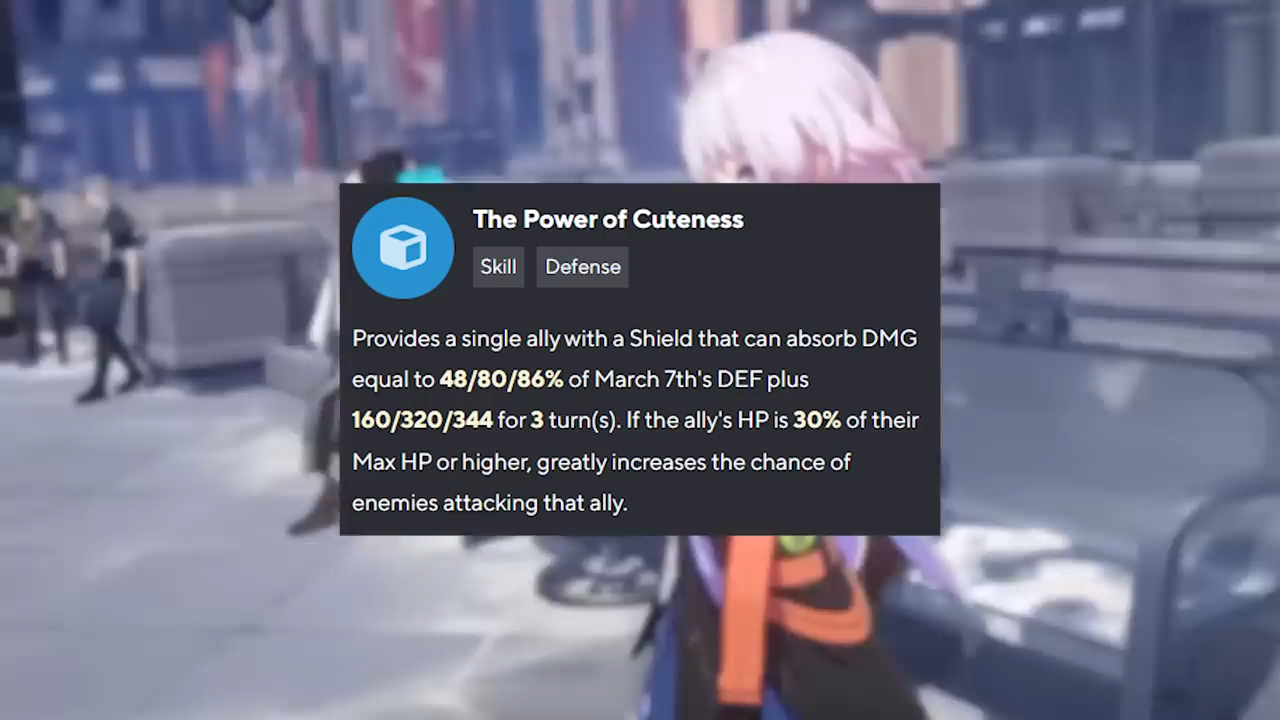 The Power of Cuteness
Skill Defense
Provides a single ally with a Shield that can absorb DMG
equal to 48/80/86% of March 7th's DEF plus
160/320/344 for 3 turn(s). If the ally's HP is 30% of their
Max HP or higher, greatly increases the chance of
enemies attacking that ally.